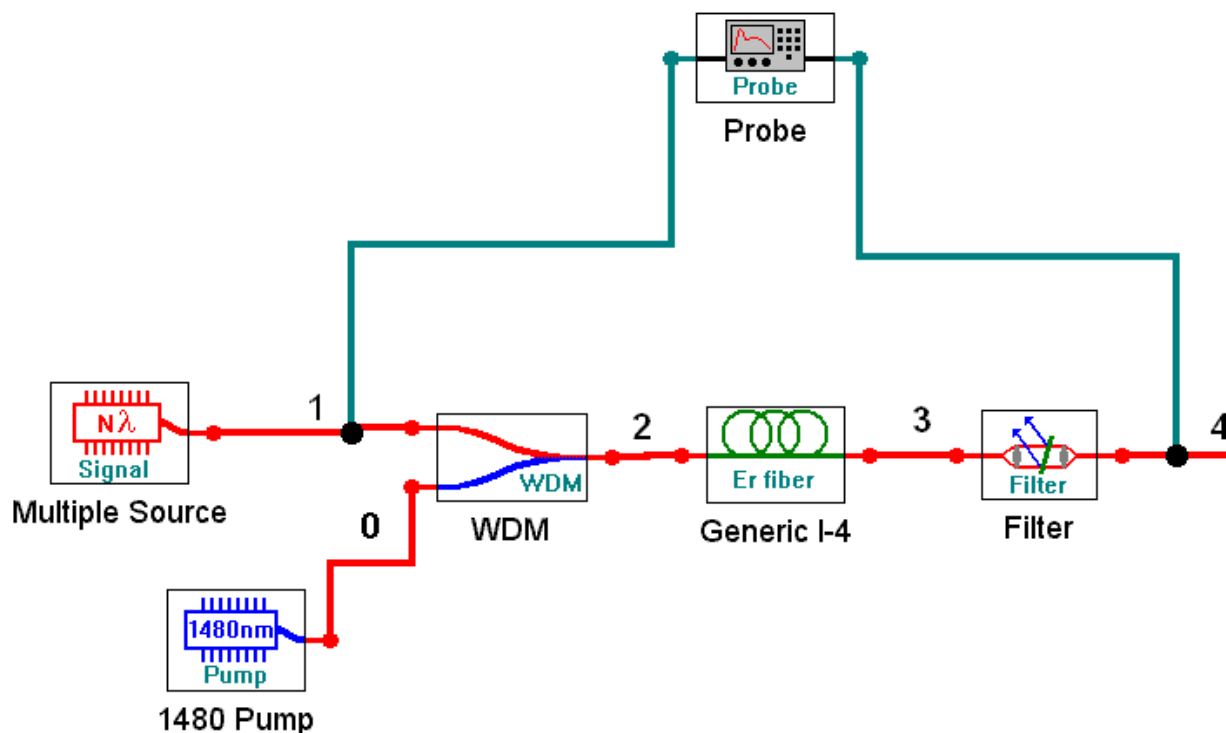 Probe
Probe
Nλ
Signal
Multiple Source
1
0
WDM
WDM
2
Er fiber
Generic I-4
3
Filter
Filter
4
1480nm
Pump
1480 Pump